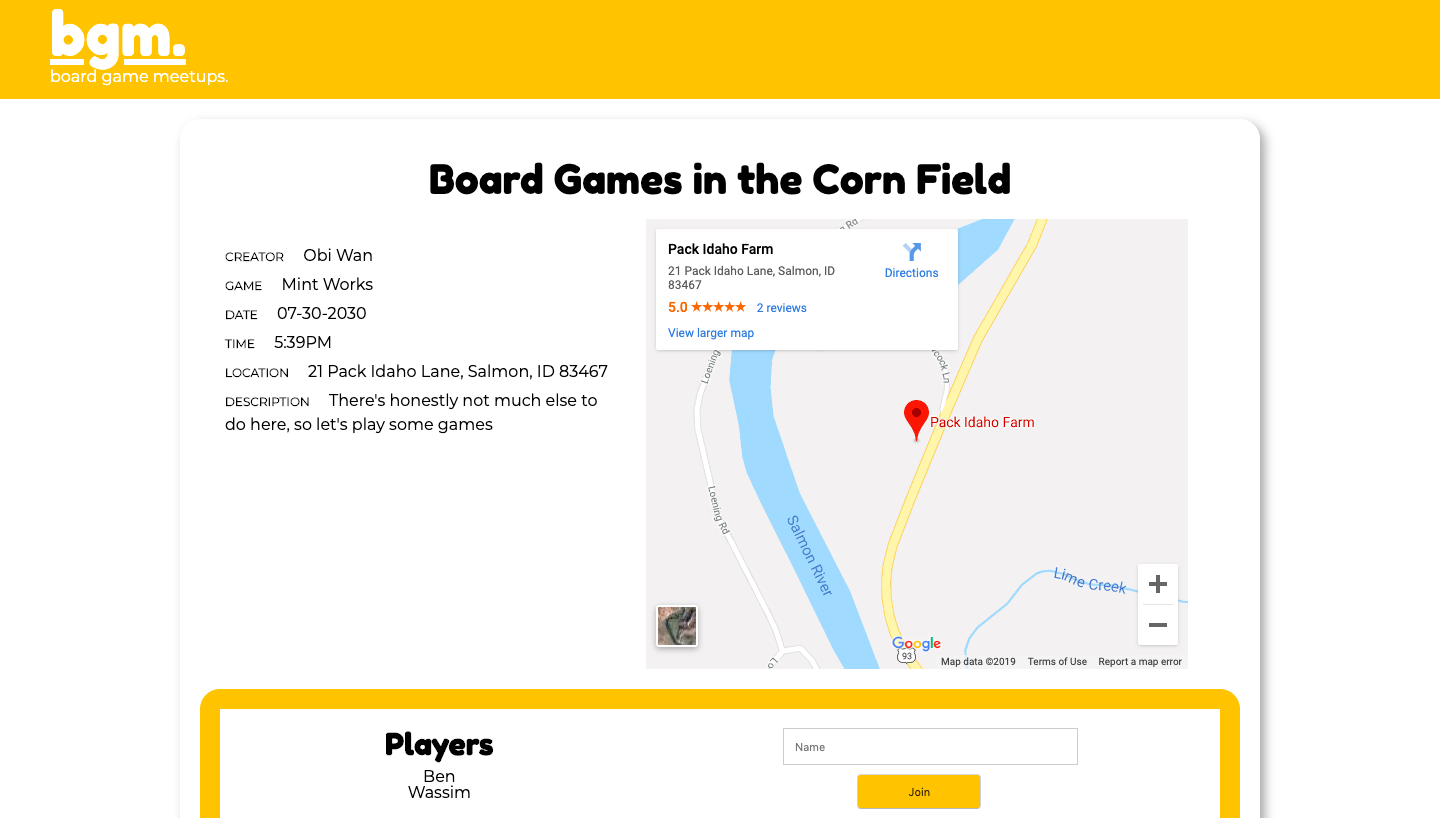 bgm.
board game meetups.
Board Games in the Corn Field
CREATOR Obi Wan
GAME Mint Works
DATE 07-30-2030
TIME 5:39PM
LOCATION 21 Pack Idaho Lane, Salmon, ID 83467
DESCRIPTION There's honestly not much else to
do here, so let's play some games
Pack Idaho Farm
21 Pack Idaho Lane, Salmon, ID
83467
5.0 ★★★★★ 2 reviews
View larger map
Directions
Rd
Loening
cock Ln
Pack Idaho Farm
Loening Rd
Salmon River
Lime Creek
Lo
Google
93
Map data ©2019 Terms of Use Report a map error
Players
Ben
Wassim
Name
Join